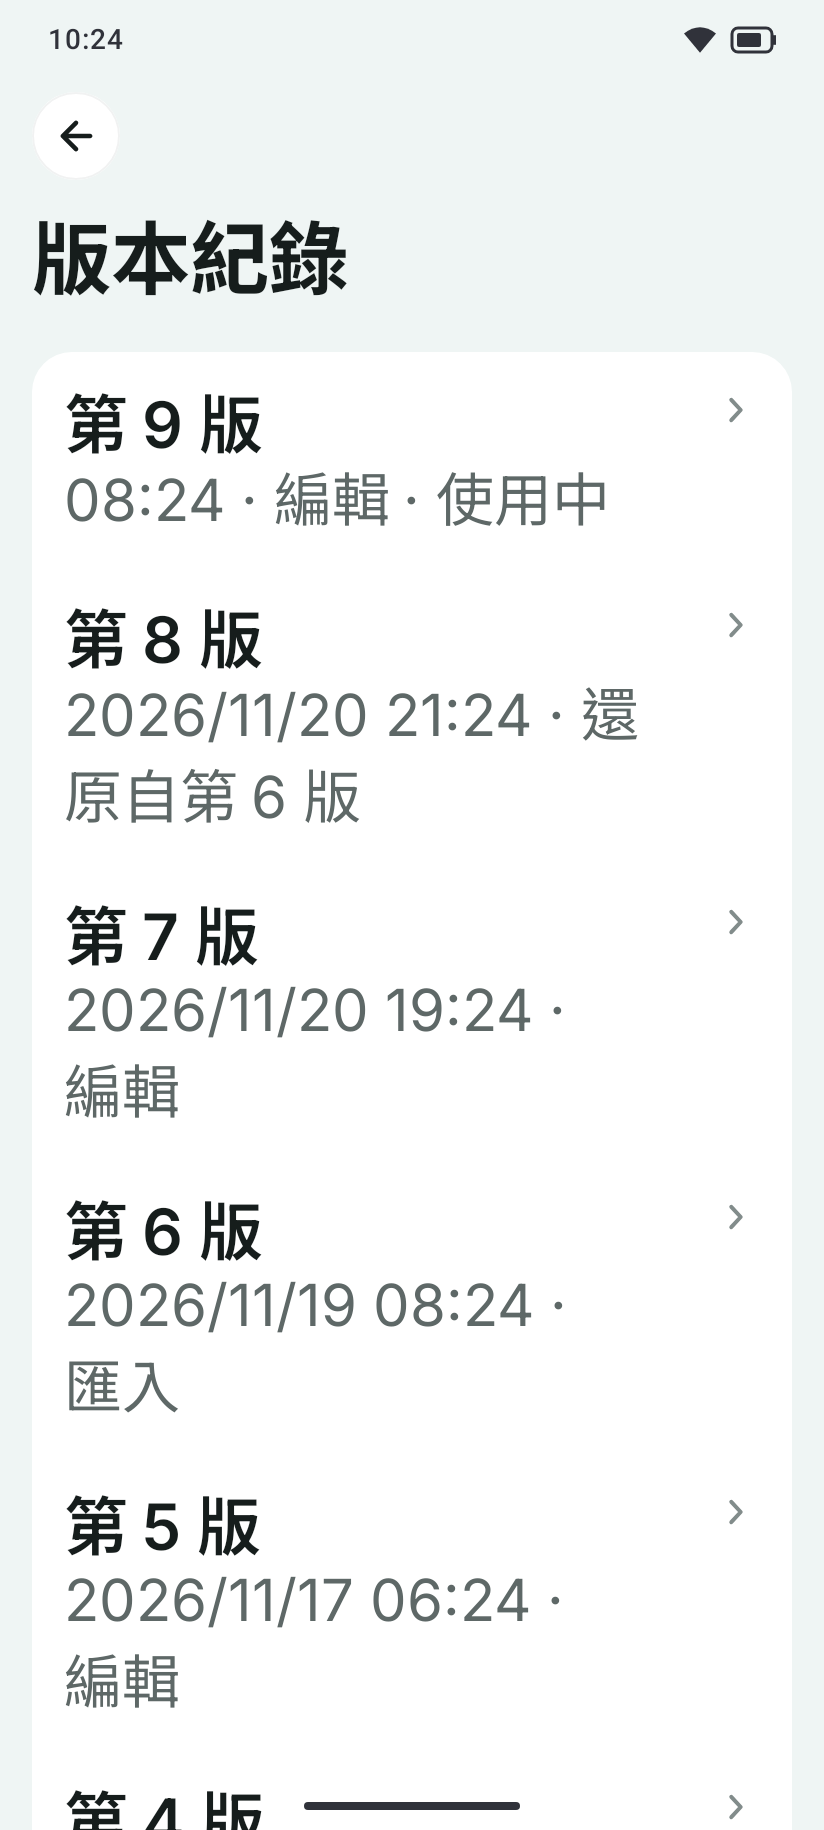 10:24
版本紀錄
第 9 版
08:24 · 編輯 · 使用中
第 8 版
2026/11/20 21:24 · 還
原自第 6 版
第 7 版
2026/11/20 19:24 ·
編輯
第 6 版
2026/11/19 08:24 ·
匯入
第 5 版
2026/11/17 06:24 ·
編輯
第 4 版